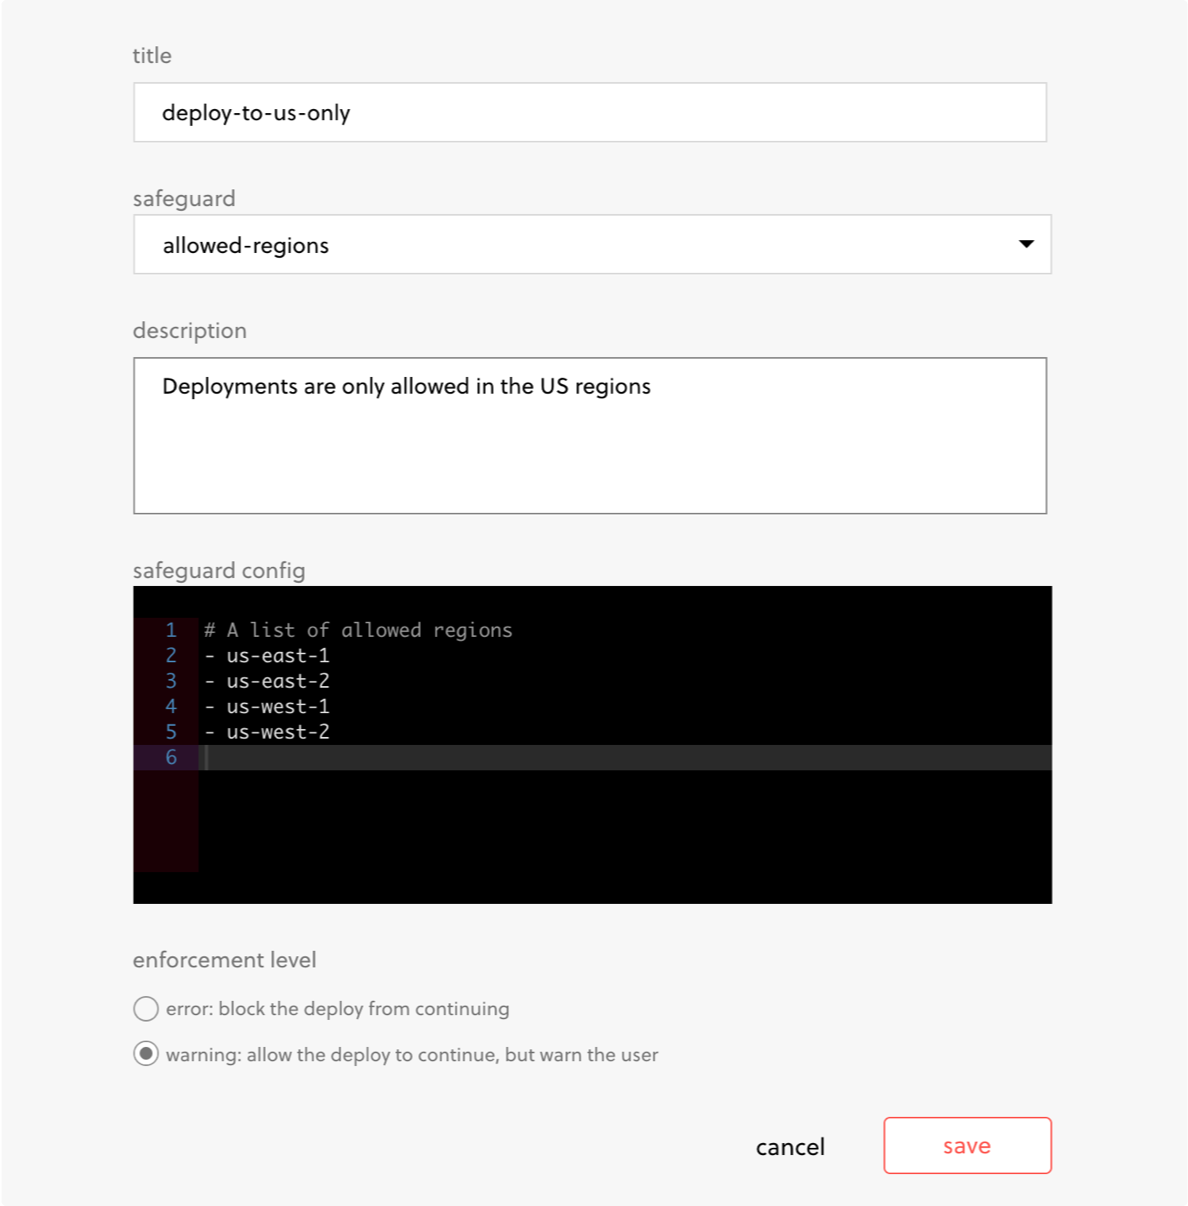 title
deploy-to-us-only
safeguard
allowed-regions
description
Deployments are only allowed in the US regions
safeguard config
1 # A list of allowed regions
2 - us-east-1
3 - us-east-2
4 - us-west-1
5 - us-west-2
6
enforcement level
error: block the deploy from continuing
warning: allow the deploy to continue, but warn the user
cancel save